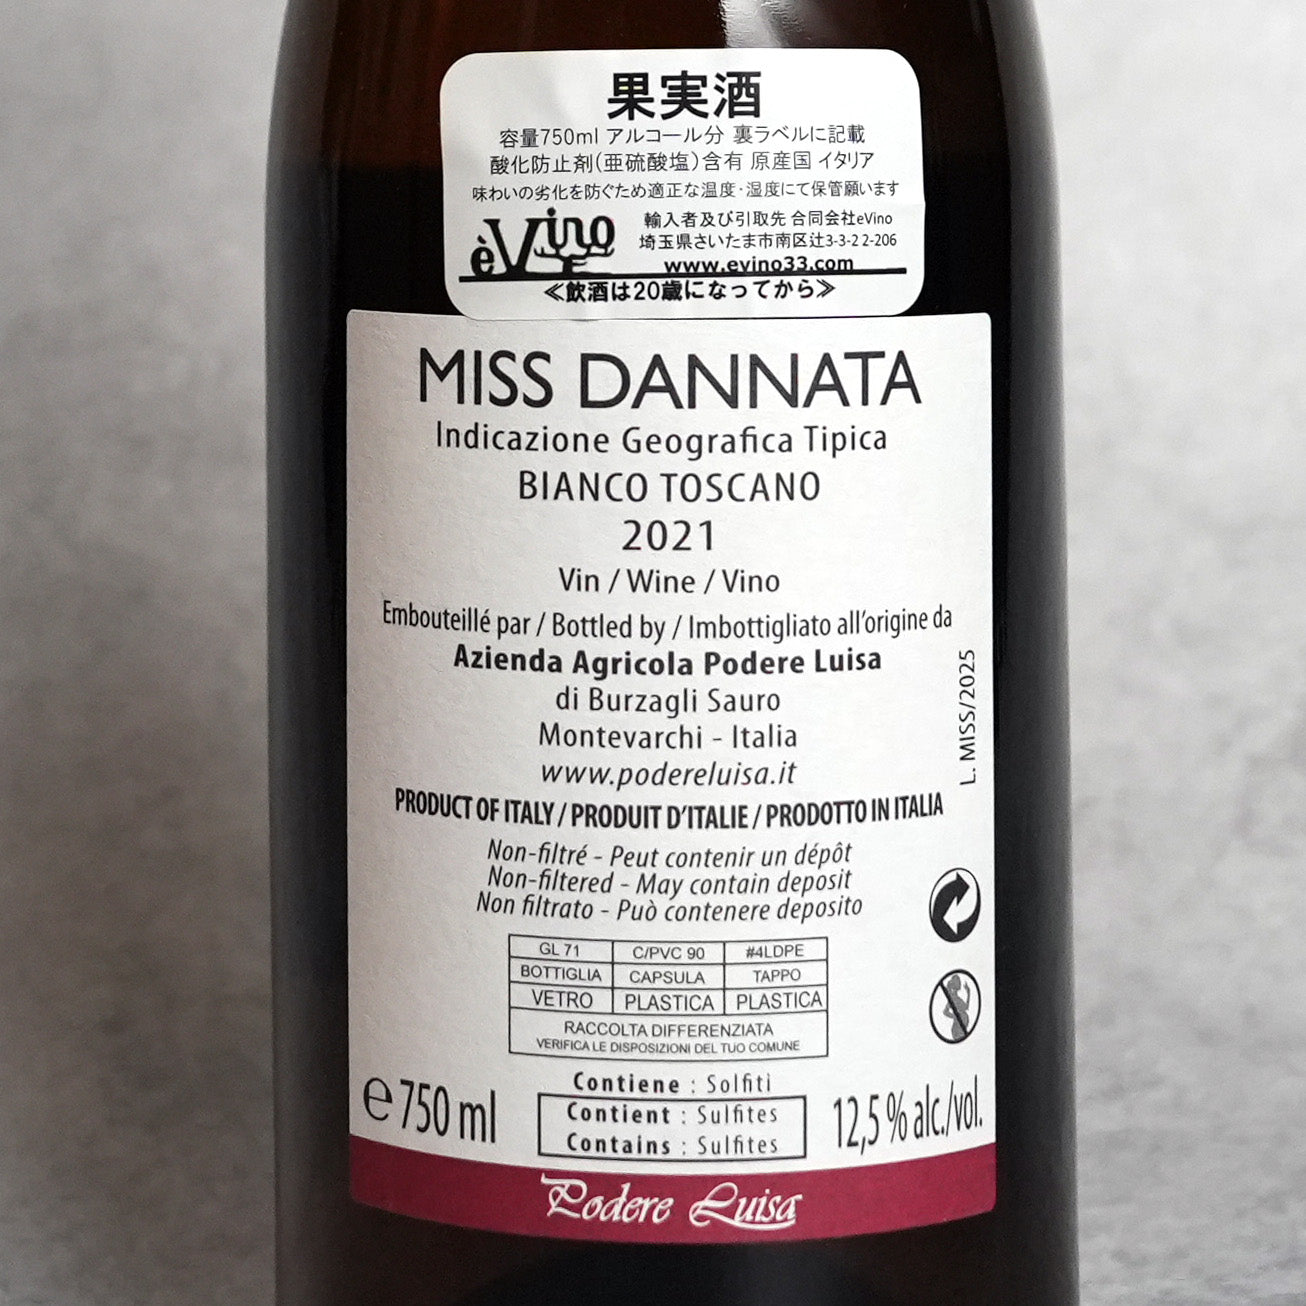 果実酒
容量750ml アルコール分 裏ラベルに記載
酸化防止剤(亜硫酸塩)含有 原産国 イタリア
味わいの劣化を防ぐため適正な温度・湿度にて保管願います
èVino
輸入者及び引取先 合同会社eVino
埼玉県さいたま市南区辻3-3-2 2-206
www.evino33.com
≪飲酒は20歳になってから≫
MISS DANNATA
Indicazione Geografica Tipica
BIANCO TOSCANO
2021
Vin / Wine / Vino
Embouteillé par / Bottled by / Imbottigliato all'origine da
Azienda Agricola Podere Luisa
di Burzagli Sauro
Montevarchi - Italia
www.podereluisa.it
L. MISS/2025
PRODUCT OF ITALY / PRODUIT D'ITALIE / PRODOTTO IN ITALIA
Non-filtré - Peut contenir un dépôt
Non-filtered - May contain deposit
Non filtrato - Può contenere deposito
GL 71 C/PVC 90 #4LDPE
BOTTIGLIA CAPSULA TAPPO
VETRO PLASTICA PLASTICA
RACCOLTA DIFFERENZIATA
VERIFICA LE DISPOSIZIONI DEL TUO COMUNE
Contiene : Solfiti
Contient : Sulfites
Contains : Sulfites
e 750 ml
12,5 % alc./vol.
Podere Luisa